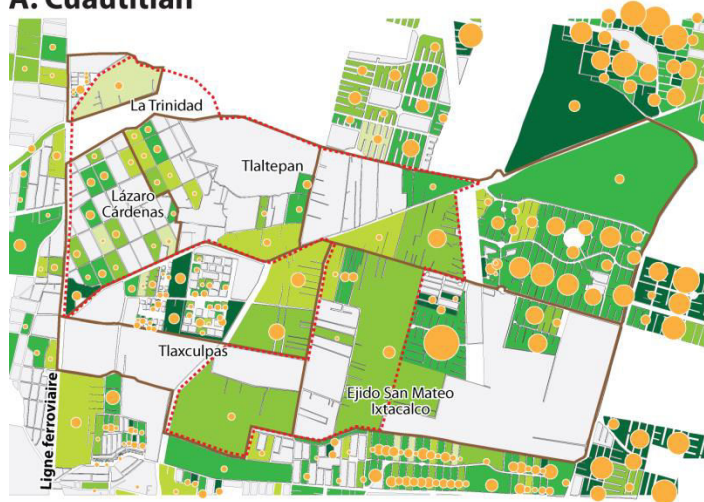 A. Cuautitlan
La Trinidad
Tlaltepan
Lázaro
Cárdenas
Tlaxculpas
Ejido San Mateo
Ixtacalco
Ligne ferroviaire